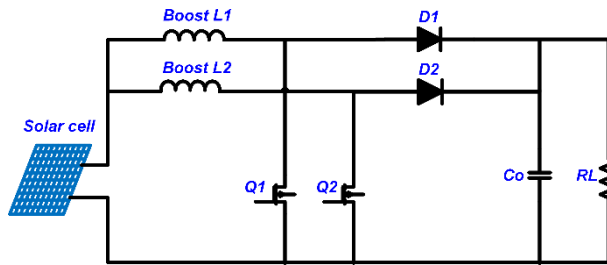 Boost L1
D1
Boost L2
D2
Solar cell
Q1
Q2
Co
RL